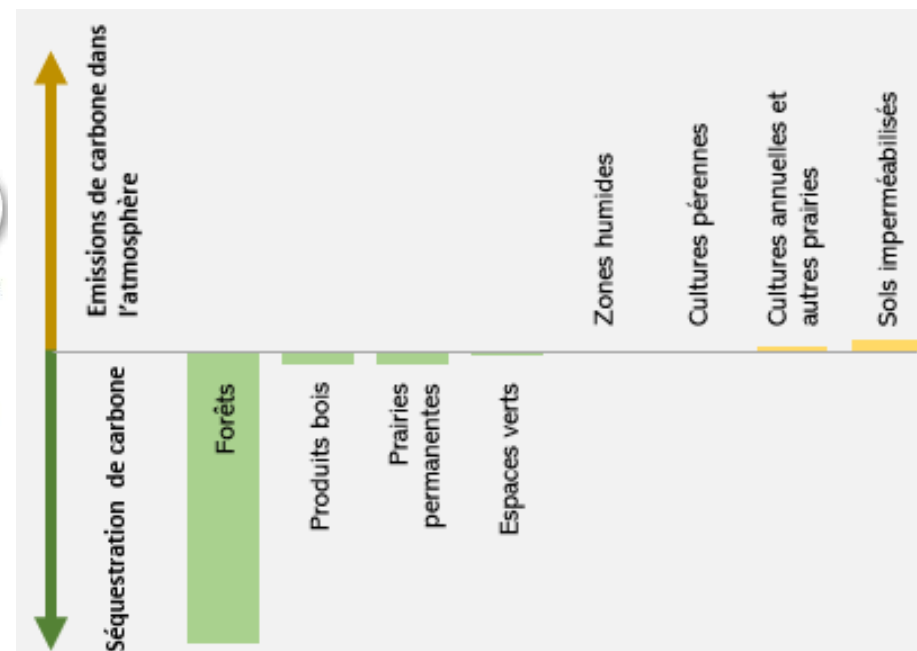 Emissions de carbone dans
l'atmosphère
Séquestration de carbone
Forêts
Produits bois
Prairies
permanentes
Espaces verts
Zones humides
Cultures pérennes
Cultures annuelles et
autres prairies
Sols imperméabilisés